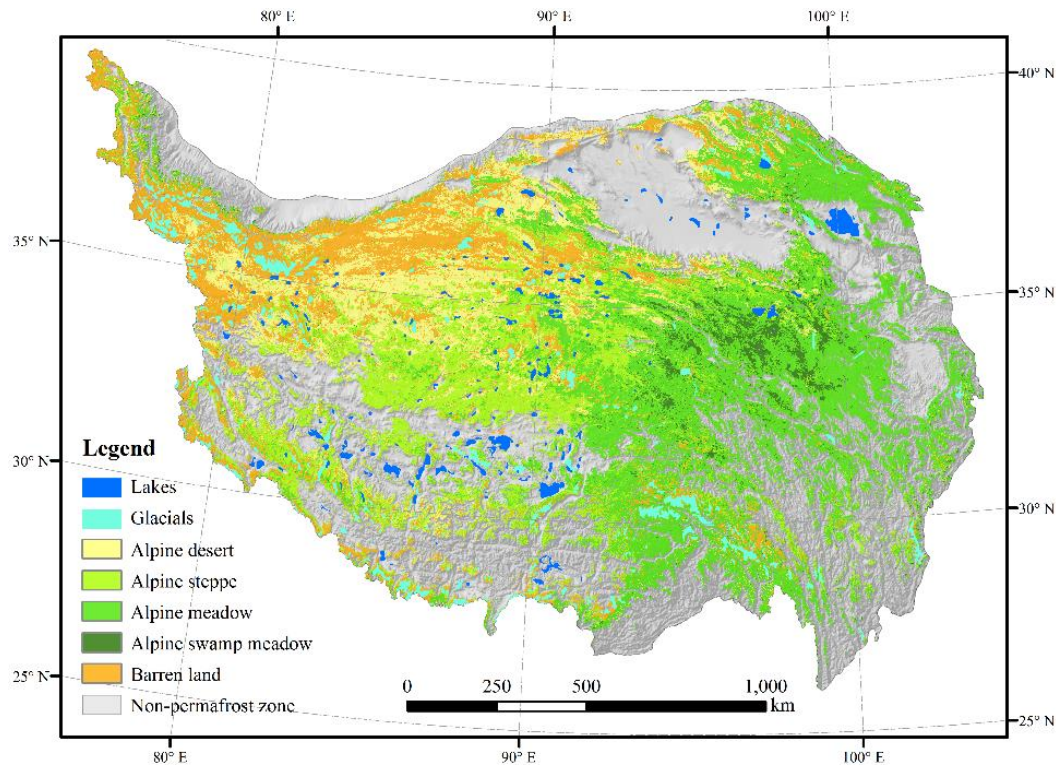 80° E
90° E
100° E
40° N
35° N
35° N
30° N
30° N
25° N
25° N
Legend
Lakes
Glacials
Alpine desert
Alpine steppe
Alpine meadow
Alpine swamp meadow
Barren land
Non-permafrost zone
0 250 500 1,000
km
80° E
90° E
100° E